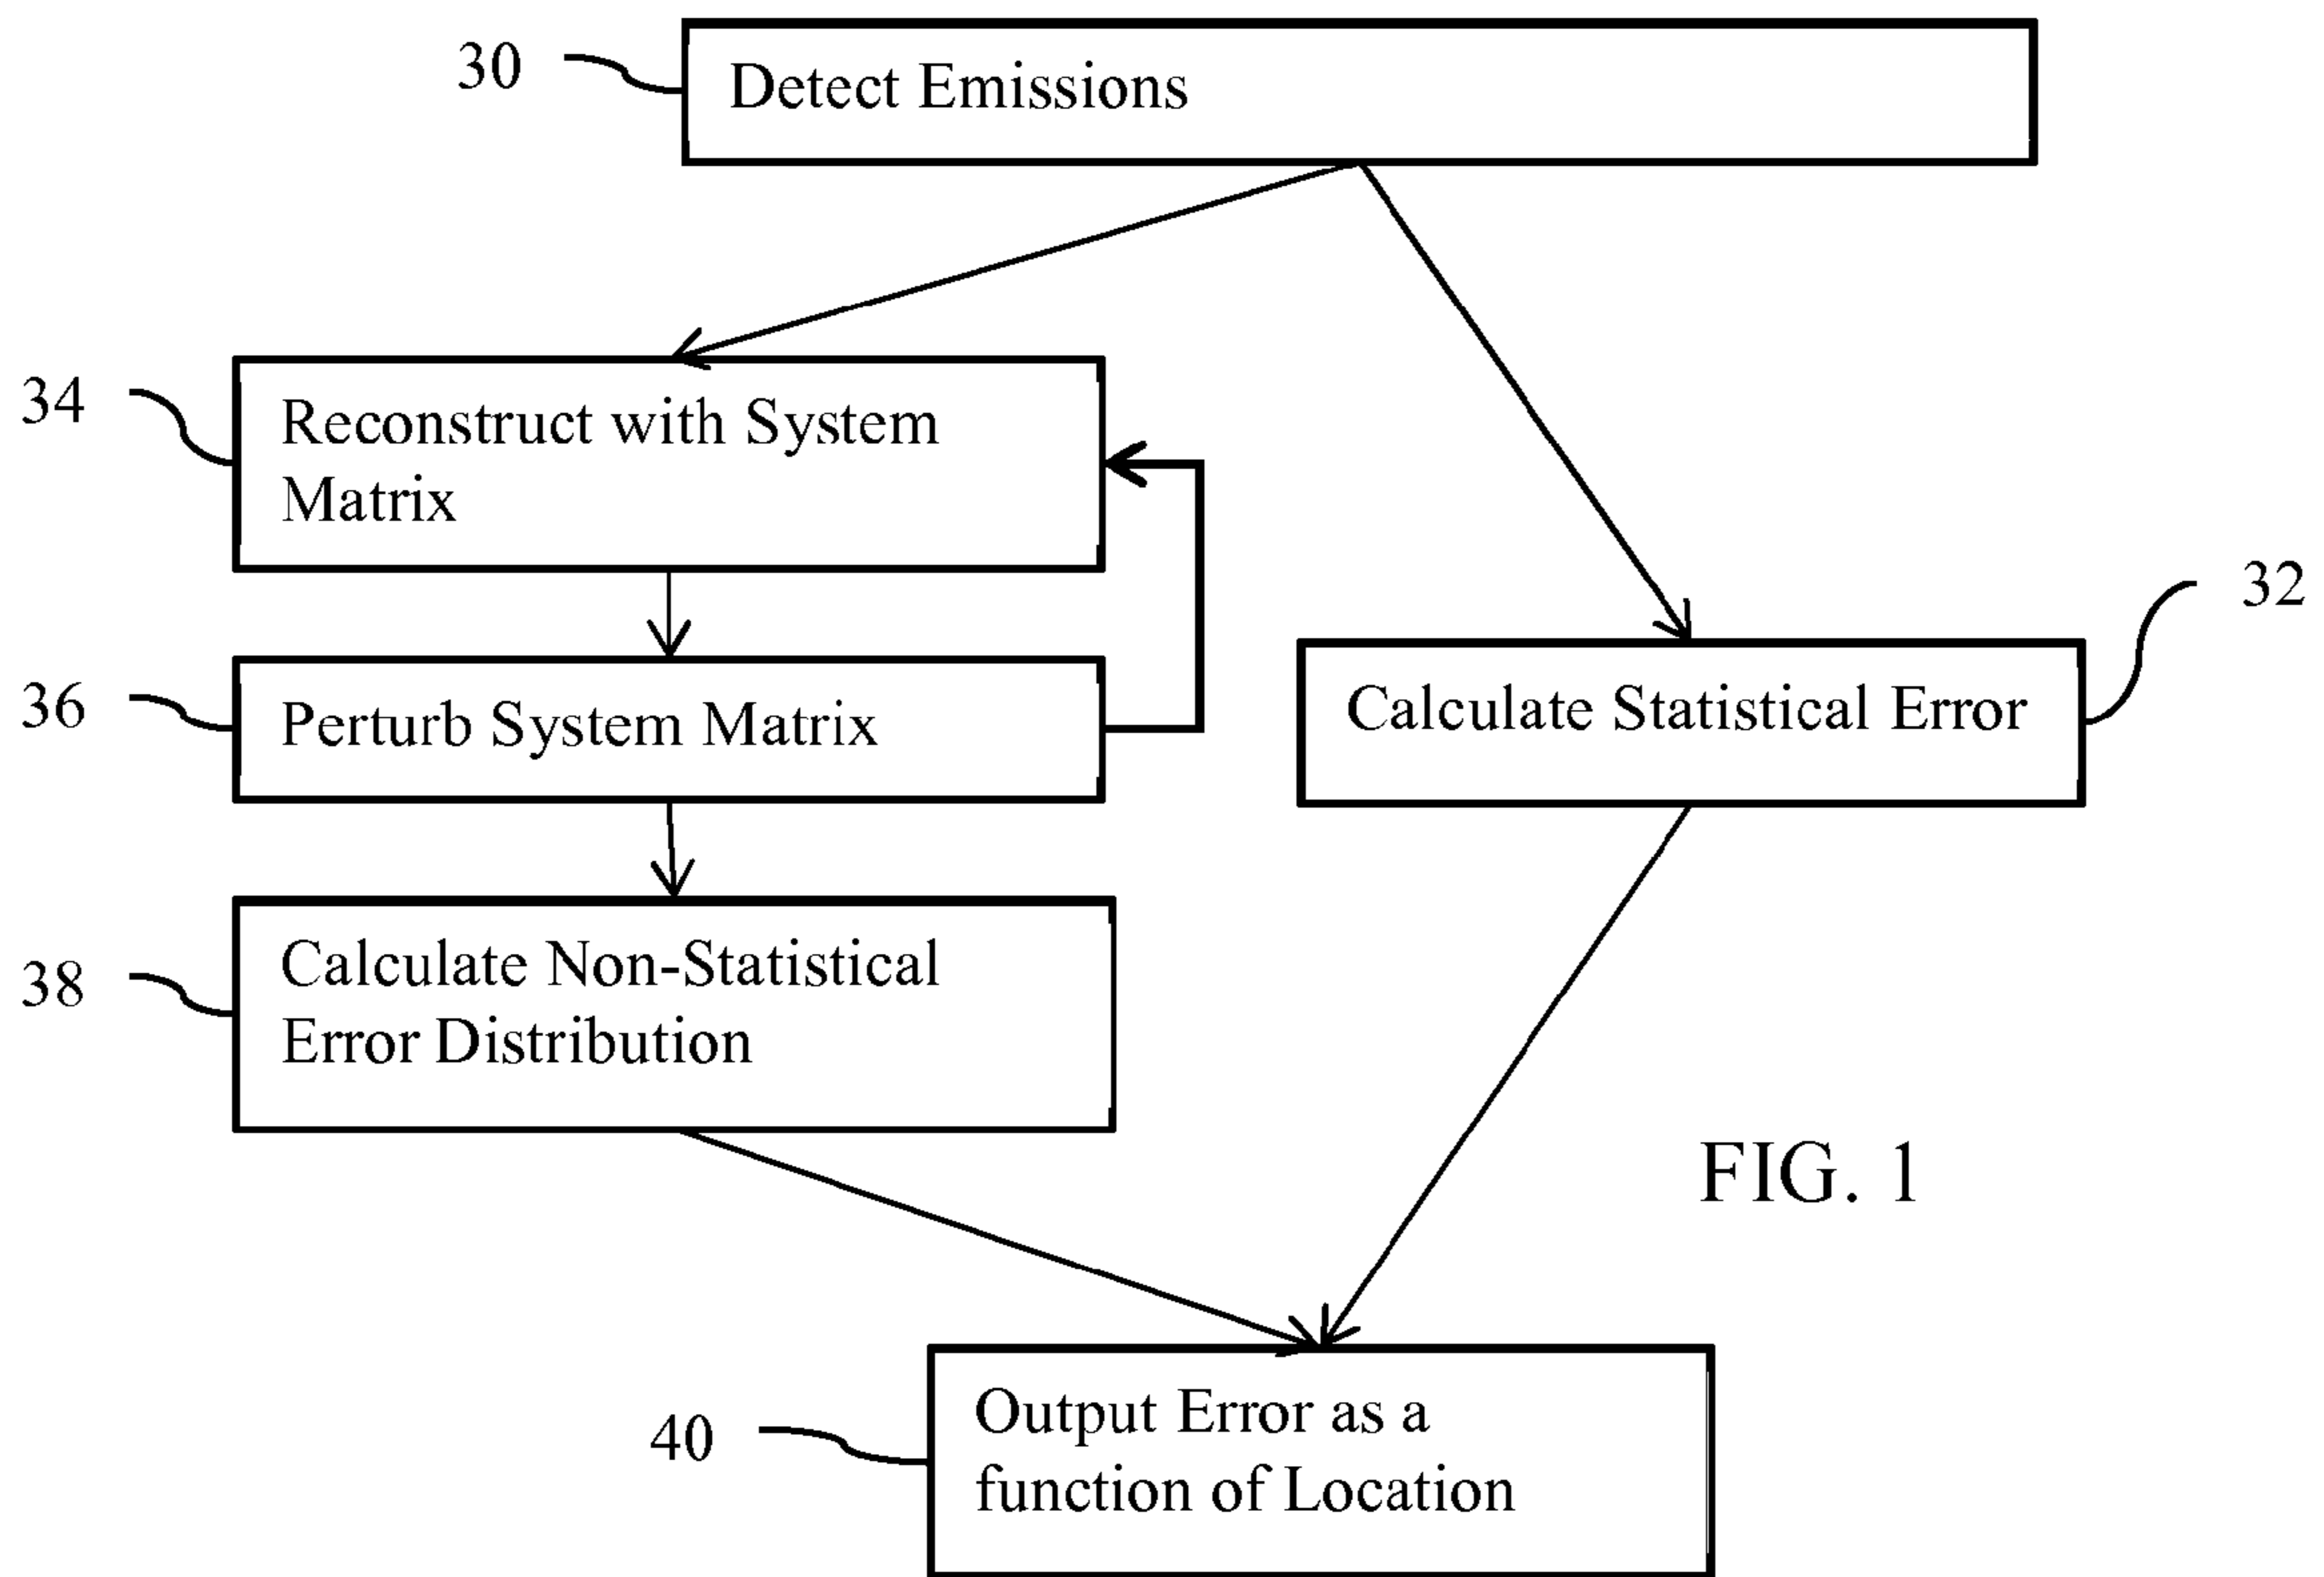 30
Detect Emissions
34
Reconstruct with System
Matrix
32
36
Perturb System Matrix
Calculate Statistical Error
38
Calculate Non-Statistical
Error Distribution
FIG. 1
40
Output Error as a
function of Location